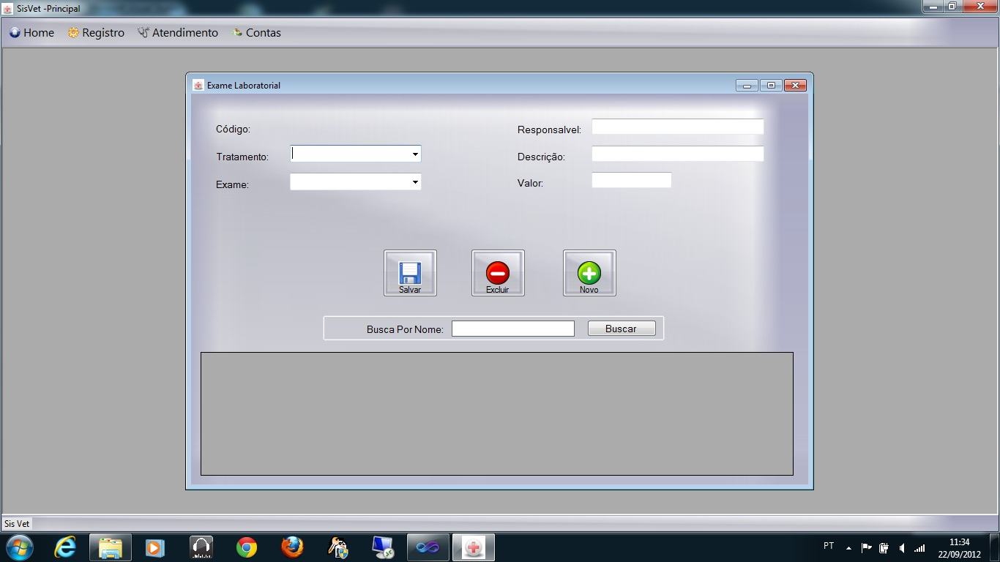 SisVet -Principal
Home Registro Atendimento Contas
Exame Laboratorial
Código:
Responsalvel:
Tratamento:
Descrição:
Exame:
Valor:
Salvar Excluir Novo
Busca Por Nome: Buscar
Sis Vet
PT
11:34
22/09/2012